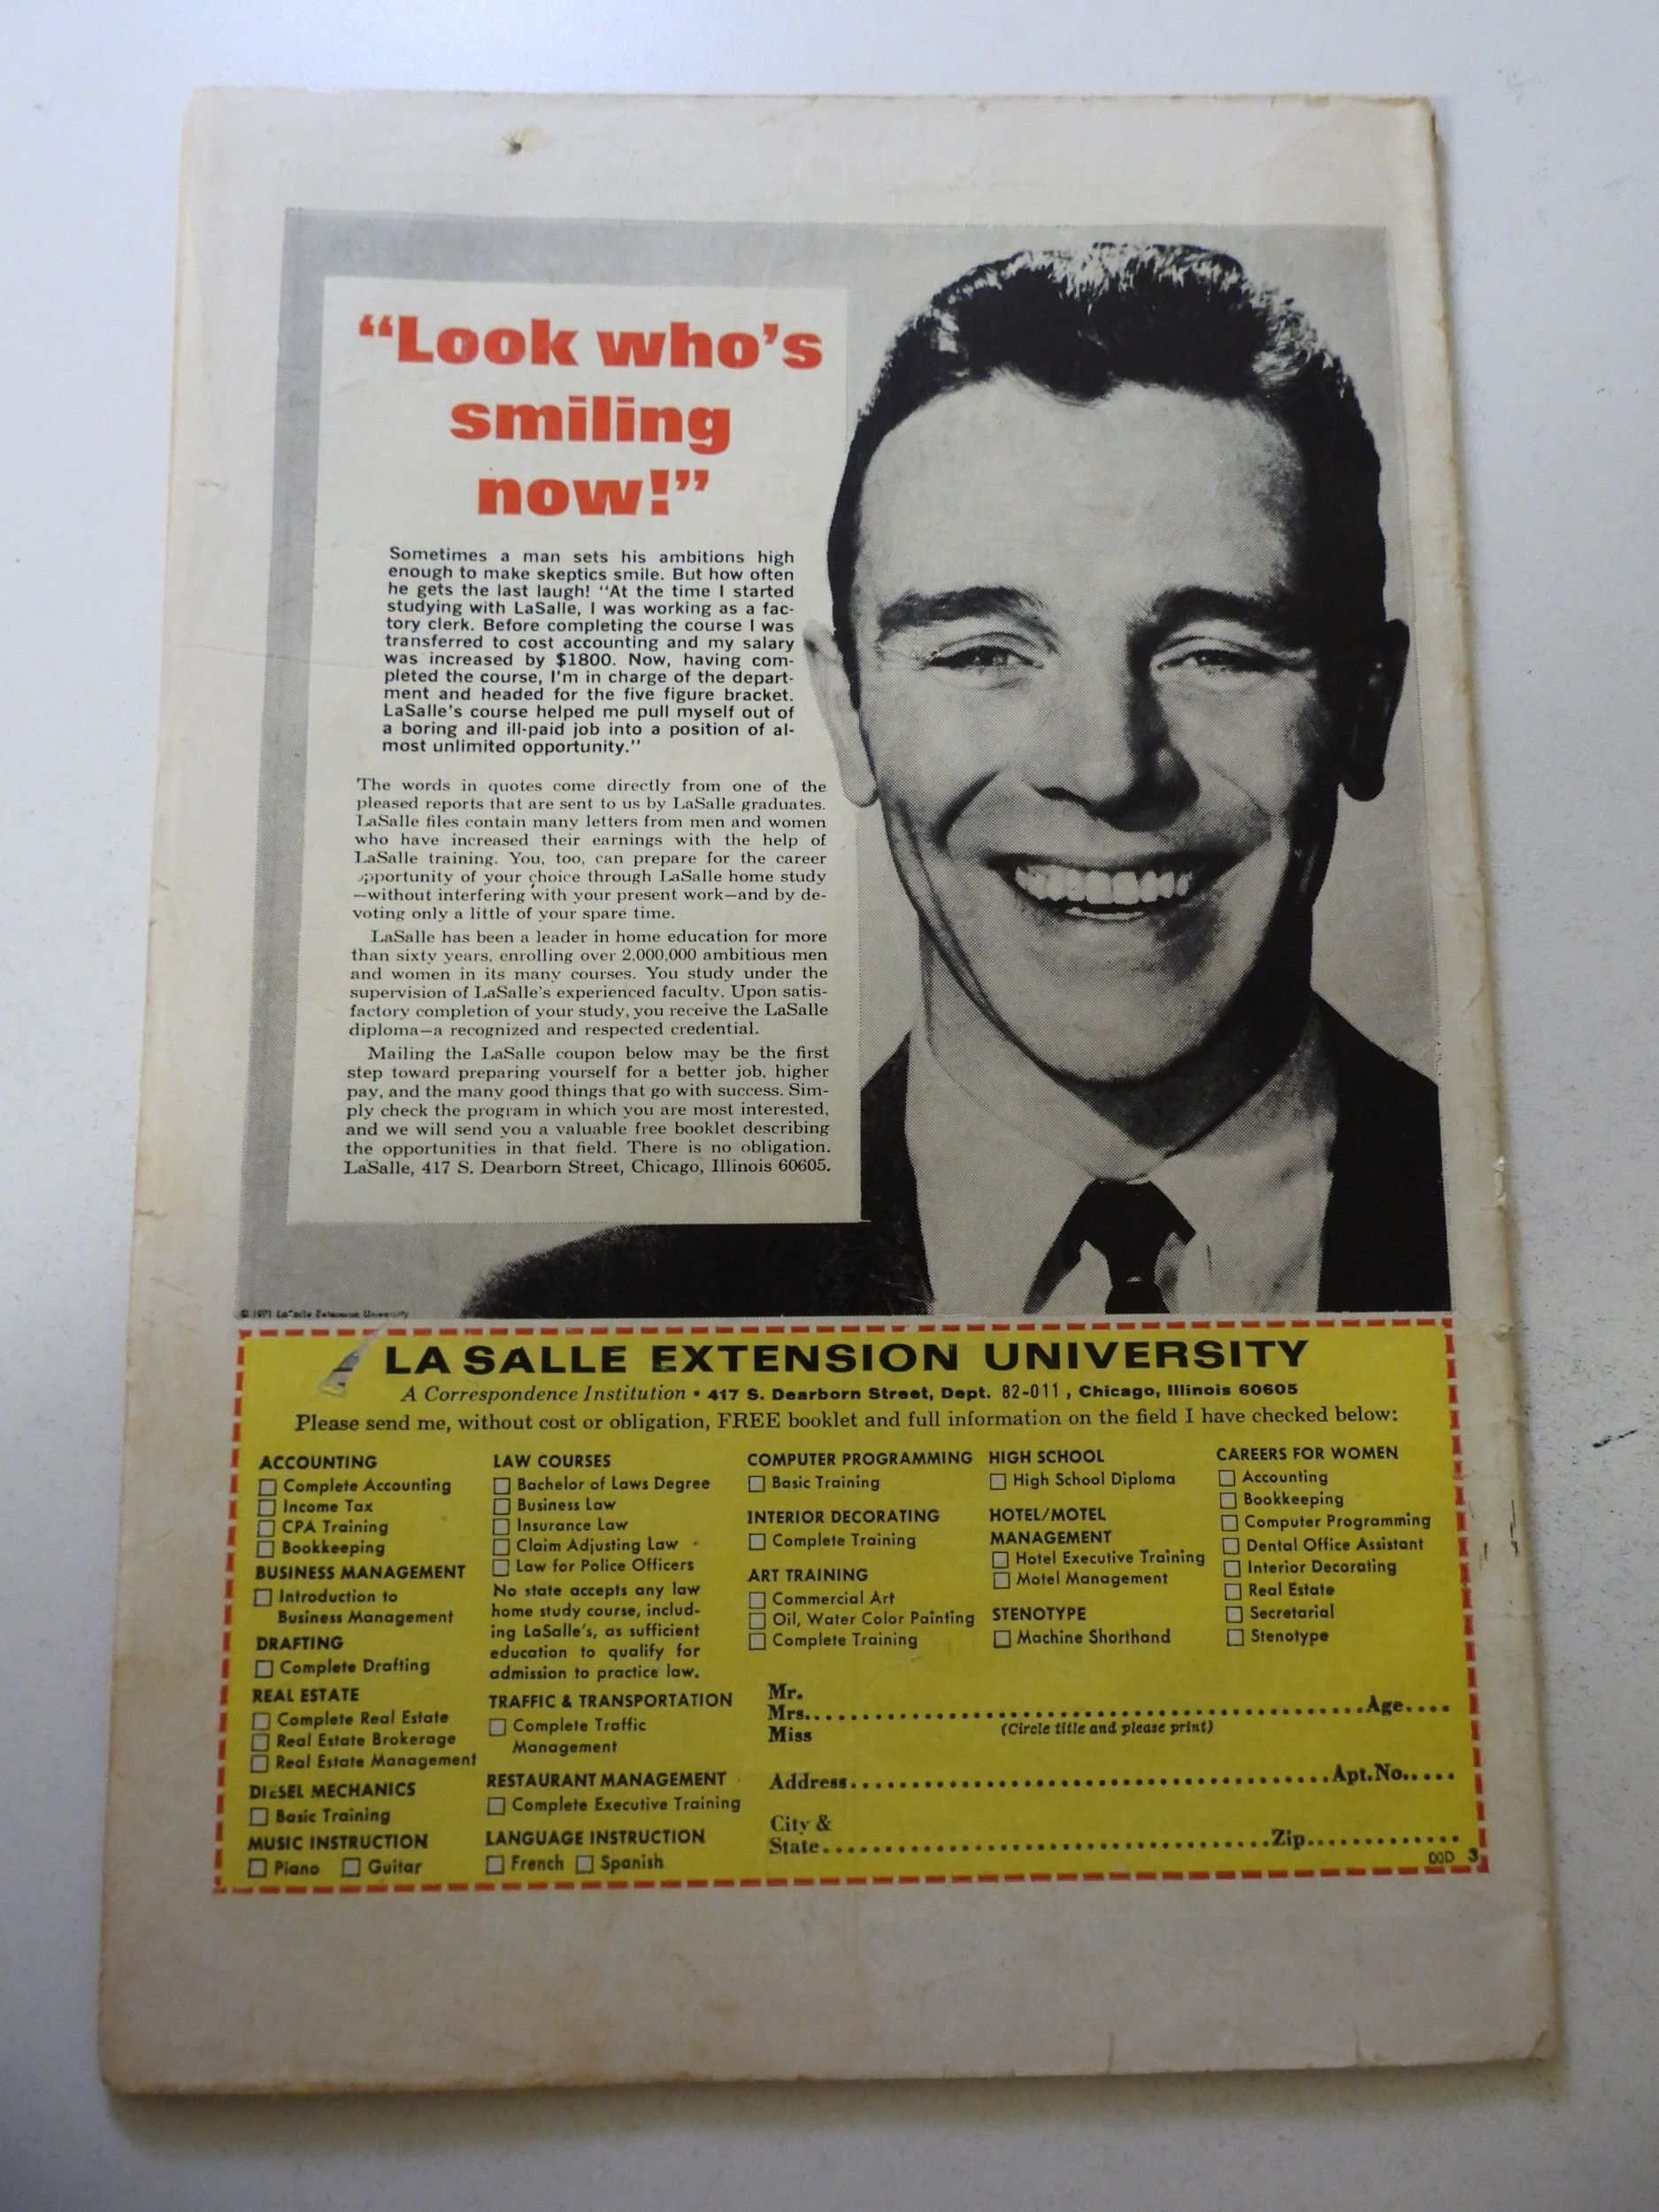 “Look who’s
smiling
now!”
Sometimes a man sets his ambitions high
enough to make skeptics smile. But how often
he gets the last laugh! “At the time I started
studying with LaSalle, I was working as a fac-
tory clerk. Before completing the course I was
transferred to cost accounting and my salary
was increased by $1800. Now, having com-
pleted the course, I’m in charge of the depart-
ment and headed for the five figure bracket.
LaSalle’s course helped me pull myself out of
a boring and ill-paid job into a position of al-
most unlimited opportunity.”
The words in quotes come directly from one of the
pleased reports that are sent to us by LaSalle graduates.
LaSalle files contain many letters from men and women
who have increased their earnings with the help of
LaSalle training. You, too, can prepare for the career
opportunity of your choice through LaSalle home study
—without interfering with your present work—and by de-
voting only a little of your spare time.
LaSalle has been a leader in home education for more
than sixty years, enrolling over 2,000,000 ambitious men
and women in its many courses. You study under the
supervision of LaSalle’s experienced faculty. Upon satis-
factory completion of your study, you receive the LaSalle
diploma—a recognized and respected credential.
Mailing the LaSalle coupon below may be the first
step toward preparing yourself for a better job, higher
pay, and the many good things that go with success. Sim-
ply check the program in which you are most interested,
and we will send you a valuable free booklet describing
the opportunities in that field. There is no obligation.
LaSalle, 417 S. Dearborn Street, Chicago, Illinois 60605.
© 1971 LaSalle Extension University
LA SALLE EXTENSION UNIVERSITY
A Correspondence Institution • 417 S. Dearborn Street, Dept. 82-011, Chicago, Illinois 60605
Please send me, without cost or obligation, FREE booklet and full information on the field I have checked below:
ACCOUNTING
Complete Accounting
Income Tax
CPA Training
Bookkeeping
BUSINESS MANAGEMENT
Introduction to
Business Management
DRAFTING
Complete Drafting
REAL ESTATE
Complete Real Estate
Real Estate Brokerage
Real Estate Management
DIESEL MECHANICS
Basic Training
MUSIC INSTRUCTION
Piano Guitar
LAW COURSES
Bachelor of Laws Degree
Business Law
Insurance Law
Claim Adjusting Law
Law for Police Officers
No state accepts any law
home study course, includ-
ing LaSalle’s, as sufficient
education to qualify for
admission to practice law.
TRAFFIC & TRANSPORTATION
Complete Traffic
Management
RESTAURANT MANAGEMENT
Complete Executive Training
LANGUAGE INSTRUCTION
French Spanish
COMPUTER PROGRAMMING
Basic Training
INTERIOR DECORATING
Complete Training
ART TRAINING
Commercial Art
Oil, Water Color Painting
Complete Training
HIGH SCHOOL
High School Diploma
HOTEL/MOTEL
MANAGEMENT
Hotel Executive Training
Motel Management
STENOTYPE
Machine Shorthand
CAREERS FOR WOMEN
Accounting
Bookkeeping
Computer Programming
Dental Office Assistant
Interior Decorating
Real Estate
Secretarial
Stenotype
Mr.
Mrs. Age
Miss (Circle title and please print)
Address Apt.No.
City &
State Zip
00D 3